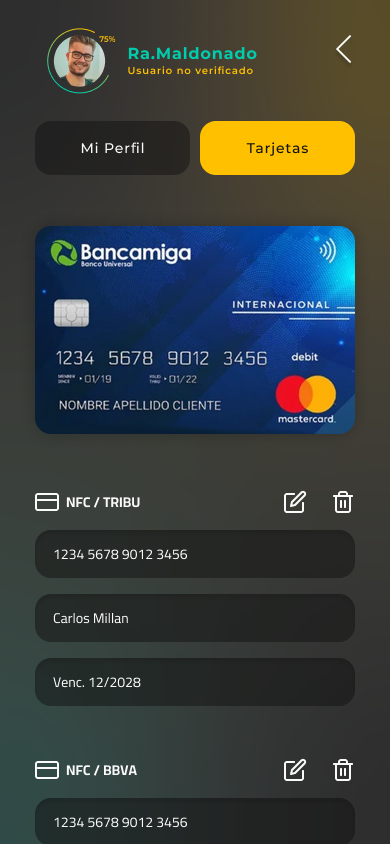 75%
Ra.Maldonado
Usuario no verificado
Mi Perfil
Tarjetas
Bancamiga
Banco Universal
INTERNACIONAL
1234 5678 9012 3456
debit
MEMBER SINCE • 01/19 VALID THRU • 01/22
NOMBRE APELLIDO CLIENTE
mastercard.
NFC / TRIBU
1234 5678 9012 3456
Carlos Millan
Venc. 12/2028
NFC / BBVA
1234 5678 9012 3456